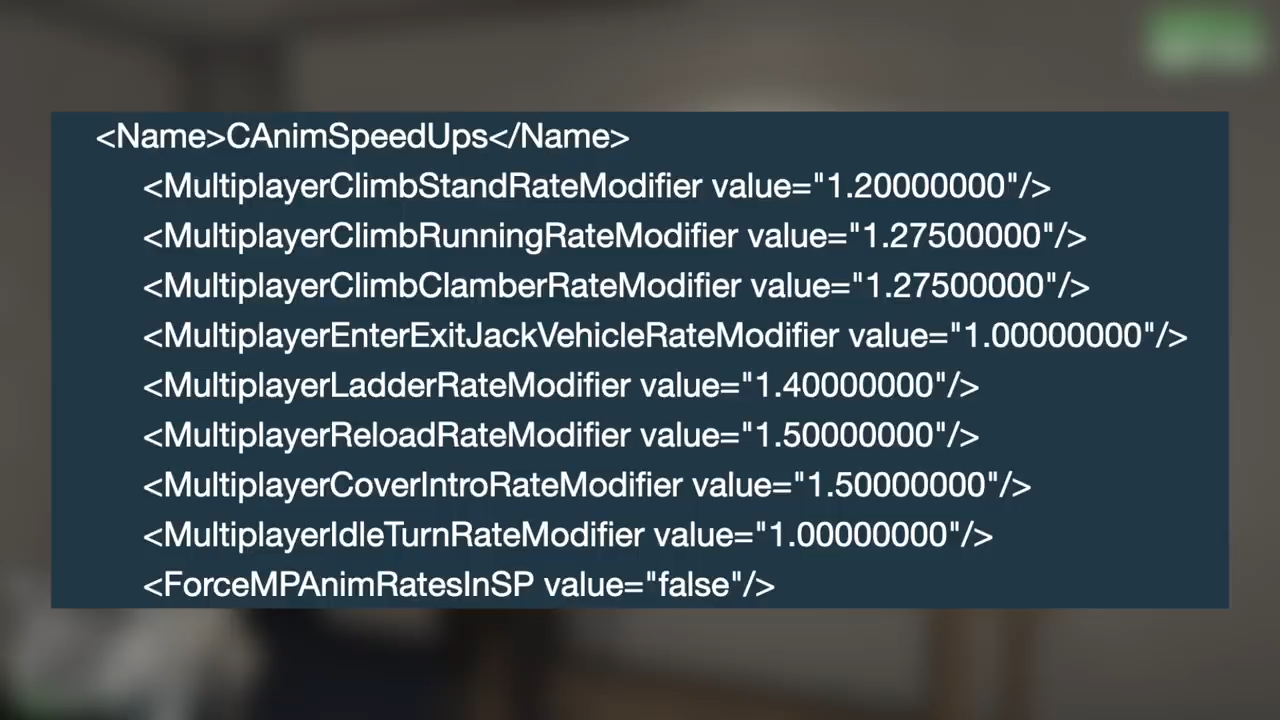 <Name>CAnimSpeedUps</Name>
<MultiplayerClimbStandRateModifier value="1.20000000"/>
<MultiplayerClimbRunningRateModifier value="1.27500000"/>
<MultiplayerClimbClamberRateModifier value="1.27500000"/>
<MultiplayerEnterExitJackVehicleRateModifier value="1.00000000"/>
<MultiplayerLadderRateModifier value="1.40000000"/>
<MultiplayerReloadRateModifier value="1.50000000"/>
<MultiplayerCoverIntroRateModifier value="1.50000000"/>
<MultiplayerIdleTurnRateModifier value="1.00000000"/>
<ForceMPAnimRatesInSP value="false"/>